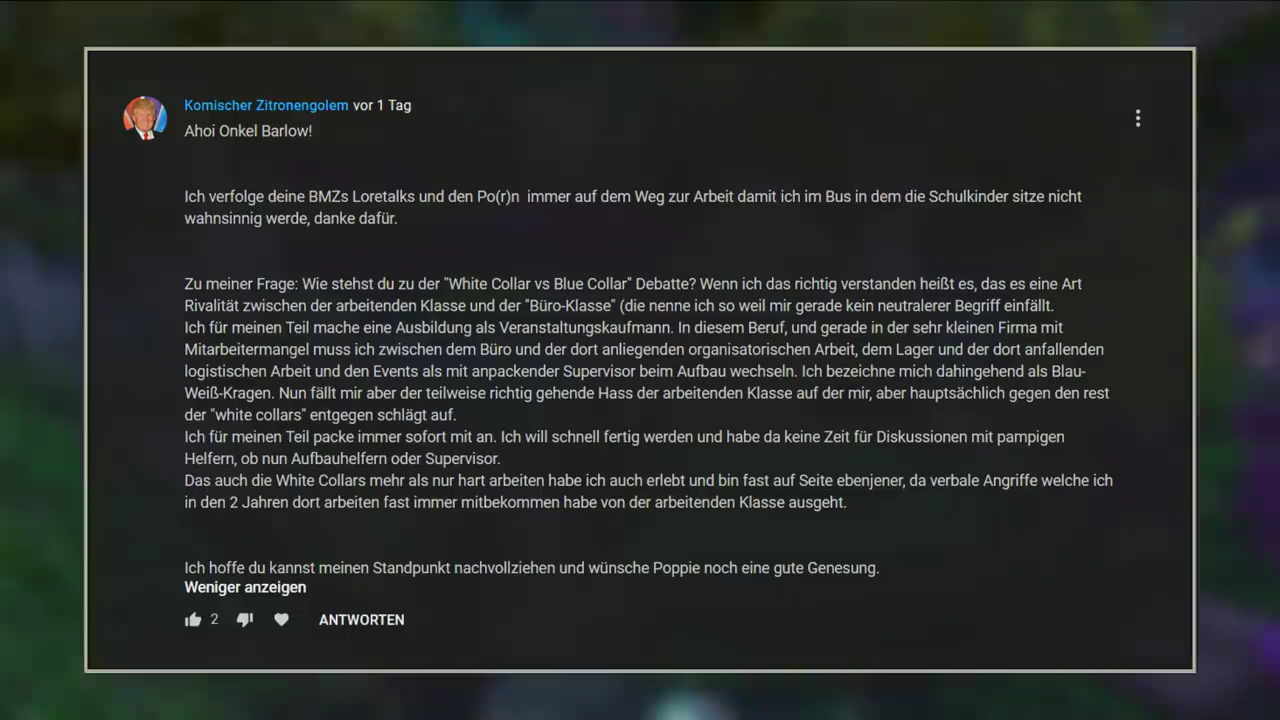 Komischer Zitronengolem vor 1 Tag
Ahoi Onkel Barlow!
Ich verfolge deine BMZs Loretalks und den Po(r)n immer auf dem Weg zur Arbeit damit ich im Bus in dem die Schulkinder sitze nicht
wahnsinnig werde, danke dafür.
Zu meiner Frage: Wie stehst du zu der "White Collar vs Blue Collar" Debatte? Wenn ich das richtig verstanden heißt es, das es eine Art
Rivalität zwischen der arbeitenden Klasse und der "Büro-Klasse" (die nenne ich so weil mir gerade kein neutralerer Begriff einfällt.
Ich für meinen Teil mache eine Ausbildung als Veranstaltungskaufmann. In diesem Beruf, und gerade in der sehr kleinen Firma mit
Mitarbeitermangel muss ich zwischen dem Büro und der dort anliegenden organisatorischen Arbeit, dem Lager und der dort anfallenden
logistischen Arbeit und den Events als mit anpackender Supervisor beim Aufbau wechseln. Ich bezeichne mich dahingehend als Blau-
Weiß-Kragen. Nun fällt mir aber der teilweise richtig gehende Hass der arbeitenden Klasse auf der mir, aber hauptsächlich gegen den rest
der "white collars" entgegen schlägt auf.
Ich für meinen Teil packe immer sofort mit an. Ich will schnell fertig werden und habe da keine Zeit für Diskussionen mit pampigen
Helfern, ob nun Aufbauhelfern oder Supervisor.
Das auch die White Collars mehr als nur hart arbeiten habe ich auch erlebt und bin fast auf Seite ebenjener, da verbale Angriffe welche ich
in den 2 Jahren dort arbeiten fast immer mitbekommen habe von der arbeitenden Klasse ausgeht.
Ich hoffe du kannst meinen Standpunkt nachvollziehen und wünsche Poppie noch eine gute Genesung.
Weniger anzeigen
2 ANTWORTEN